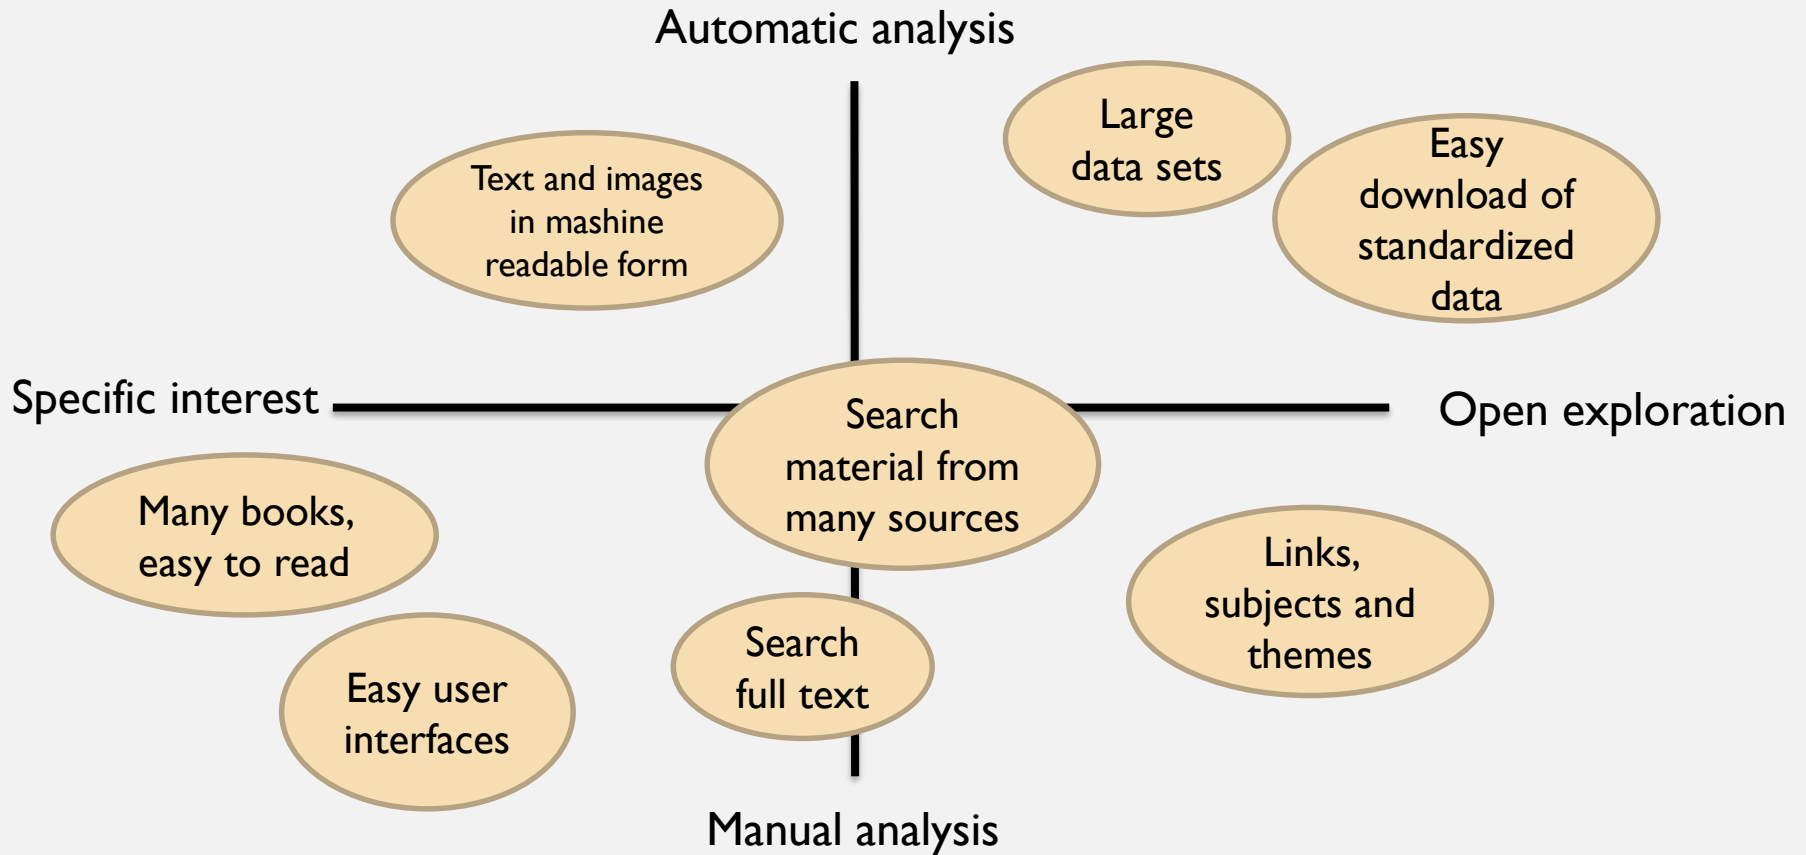 Automatic analysis
Large
data sets
Easy
download of
standardized
data
Text and images
in mashine
readable form
Specific interest
Open exploration
Search
material from
many sources
Many books,
easy to read
Links,
subjects and
themes
Search
full text
Easy user
interfaces
Manual analysis